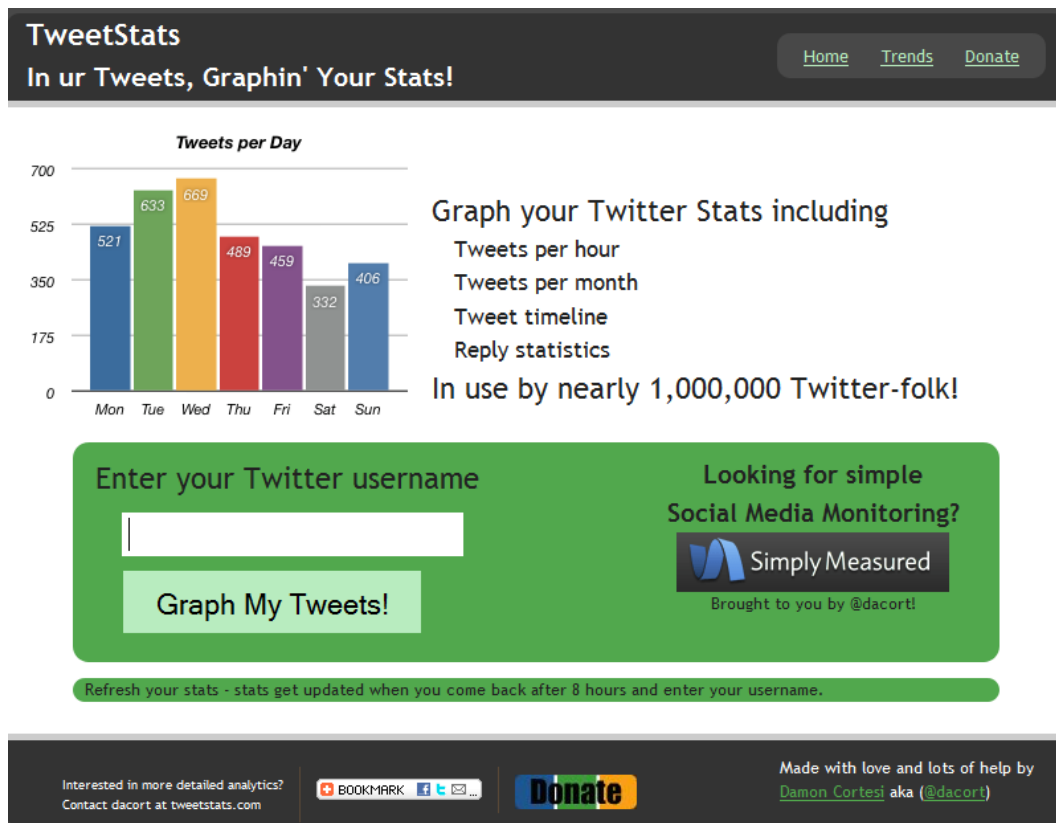 TweetStats
In ur Tweets, Graphin' Your Stats!
Home Trends Donate
Tweets per Day
700
525
350
175
0
521
633
669
489
459
332
406
Mon Tue Wed Thu Fri Sat Sun
Graph your Twitter Stats including
Tweets per hour
Tweets per month
Tweet timeline
Reply statistics
In use by nearly 1,000,000 Twitter-folk!
Enter your Twitter username
Graph My Tweets!
Looking for simple
Social Media Monitoring?
Simply Measured
Brought to you by @dacort!
Refresh your stats - stats get updated when you come back after 8 hours and enter your username.
Interested in more detailed analytics?
Contact dacort at tweetstats.com
BOOKMARK
Donate
Made with love and lots of help by
Damon Cortesi aka (@dacort)